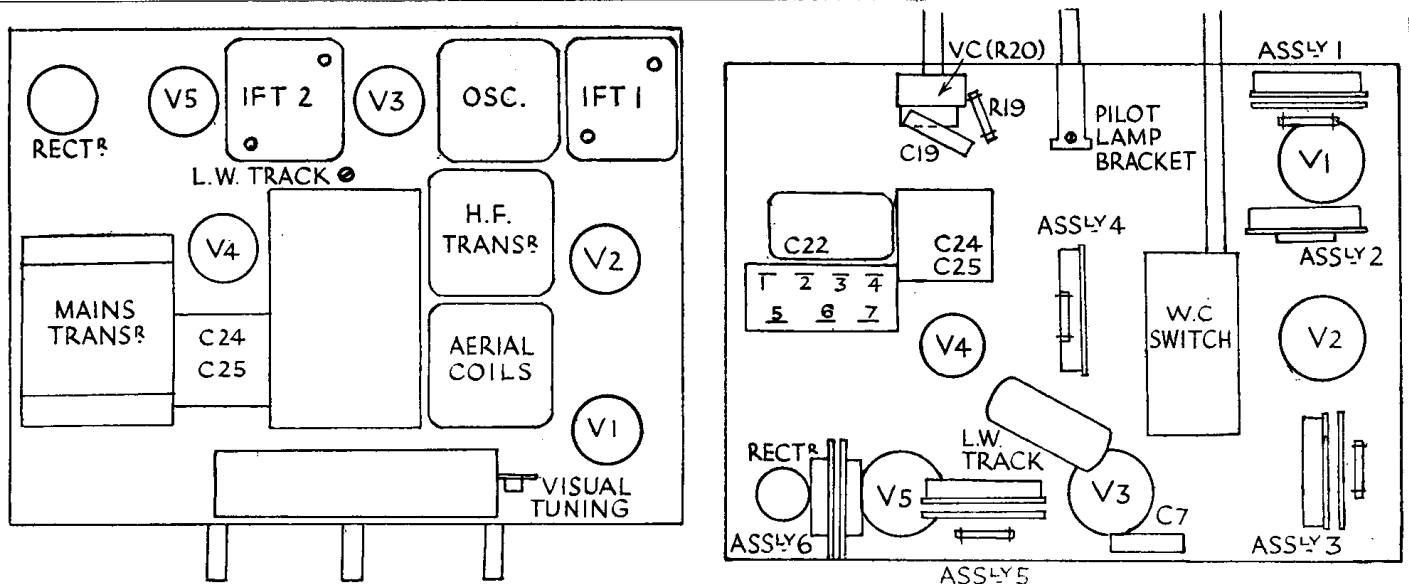 V5
IFT 2
V3
OSC.
IFT 1
RECTR
L.W. TRACK
H.F.
TRANSR
V4
V2
MAINS
TRANSR
C24
C25
AERIAL
COILS
V1
VISUAL
TUNING
VC (R20)
R19
C19
PILOT
LAMP
BRACKET
ASSLY 1
V1
ASSLY 2
C22
C24
C25
1 2 3 4
5 6 7
ASSLY 4
V4
W.C
SWITCH
V2
L.W.
TRACK
RECTR
V5
V3
C7
ASSLY 6
ASSLY 5
ASSLY 3